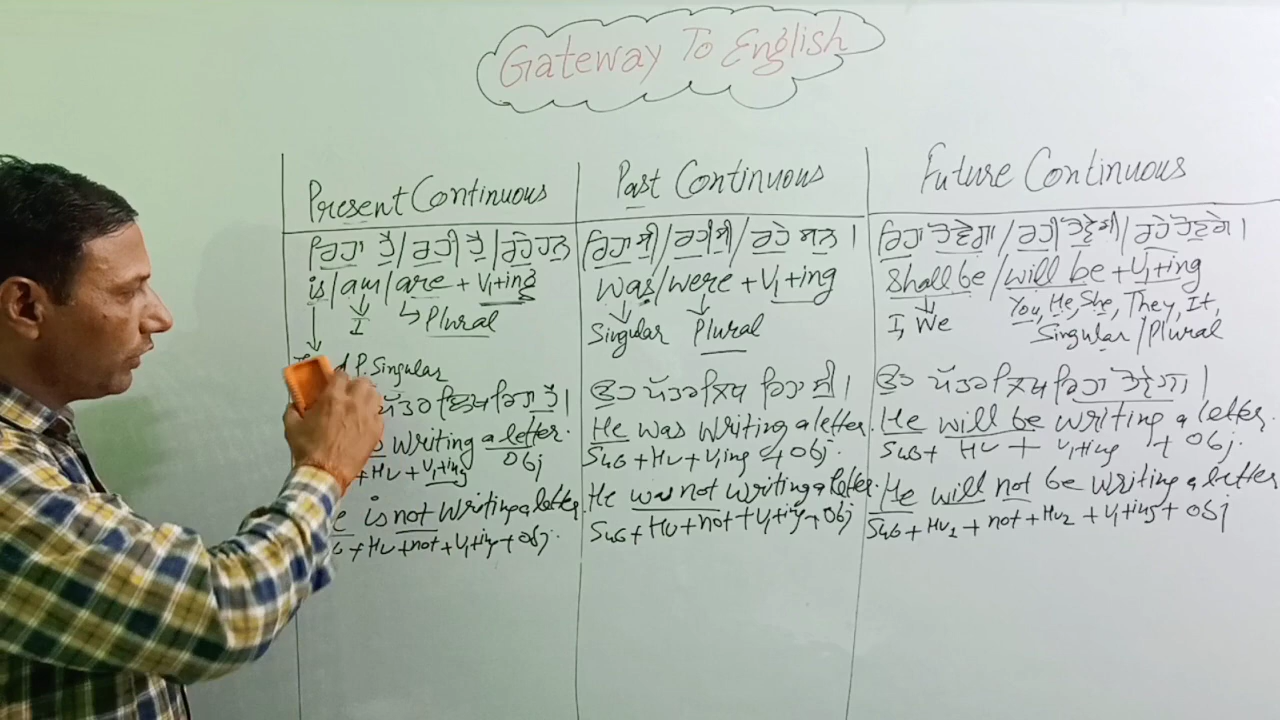 Gateway To English
Present Continuous
ਰਿਹਾ ਹੈ/ਰਹੀ ਹੈ/ਰਹੇ ਹਨ
is/am/are + V1+ing
I
Plural
P. Singular
ਪੱਤਰ ਲਿਖ ਰਿਹਾ ਹੈ।
writing a letter.
+Hv + V1+ing Obj
is not writing a letter
+Hv+not+V1+ing+Obj.
Past Continuous
ਰਿਹਾ ਸੀ/ਰਹੀ ਸੀ/ਰਹੇ ਸਨ।
was/were + V1+ing
Singular Plural
ਉਹ ਪੱਤਰ ਲਿਖ ਰਿਹਾ ਸੀ।
He was writing a letter.
Sub + Hv + V1ing + Obj.
He was not writing a letter.
Sub + Hv+not+V1+ing+Obj
Future Continuous
ਰਿਹਾ ਹੋਵੇਗਾ/ਰਹੀ ਹੋਵੇਗੀ/ਰਹੇ ਹੋਣਗੇ।
Shall be/will be + V1+ing
I, We
You, He, She, They, It,
Singular/Plural
ਉਹ ਪੱਤਰ ਲਿਖ ਰਿਹਾ ਹੋਵੇਗਾ।
He will be writing a letter.
Sub+ Hv + V1+ing + Obj.
He will not be writing a letter
Sub + Hv1 + not + Hv2 + V1+ing + Obj